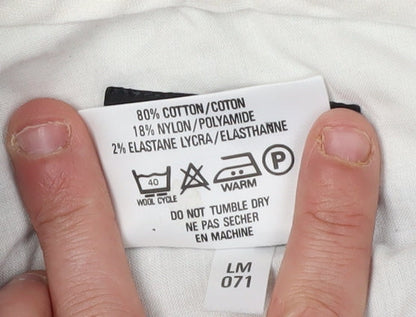 80% COTTON/COTON
18% NYLON/POLYAMIDE
2% ELASTANE LYCRA/ELASTHANNE
40
P
WOOL CYCLE
WARM
DO NOT TUMBLE DRY
NE PAS SECHER
EN MACHINE
LM
071